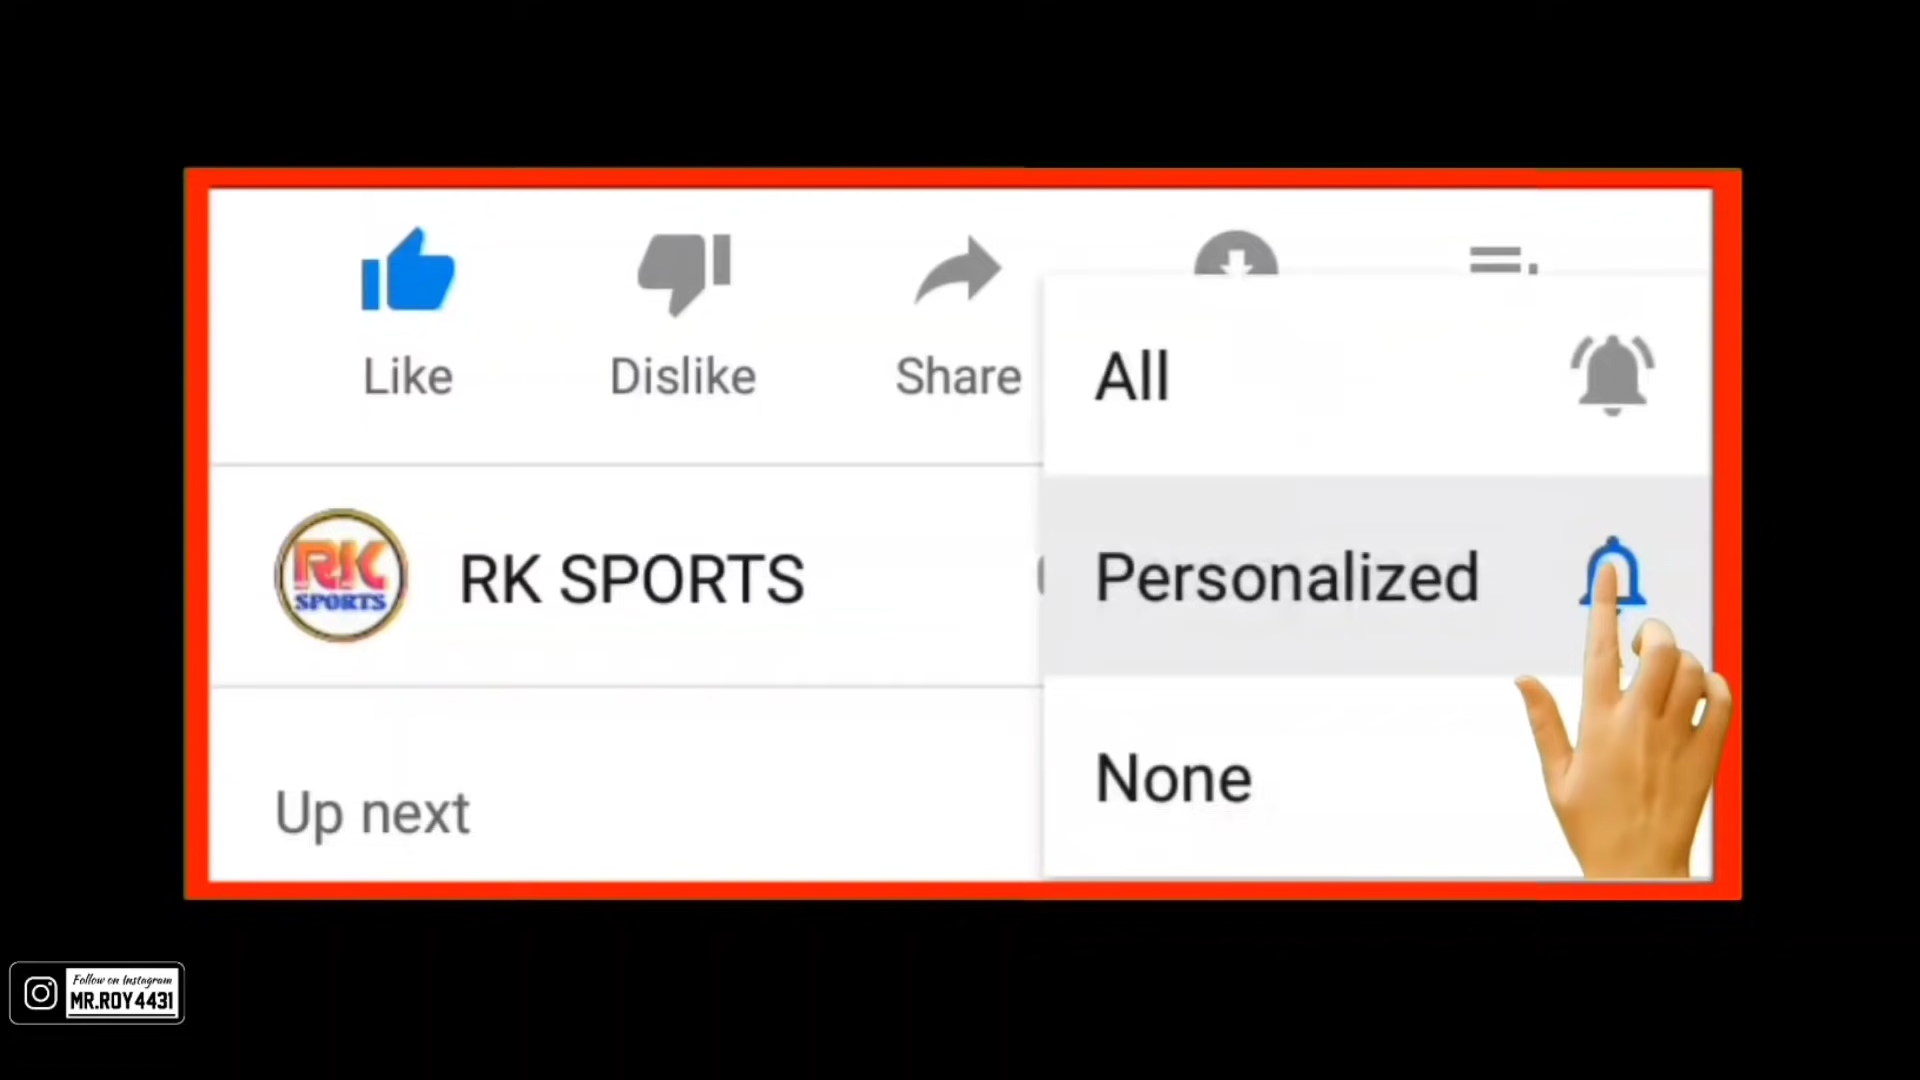 Like
Dislike
Share
All
RK
SPORTS
RK SPORTS
Personalized
None
Up next
Follow on Instagram
MR.ROY4431